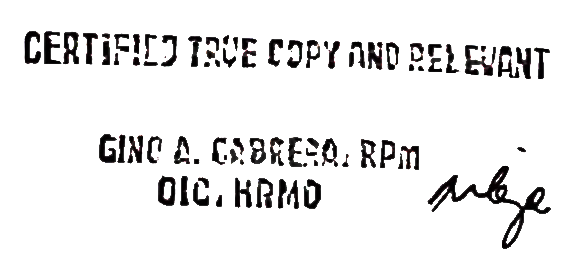 CERTIFIED TRUE COPY AND RELEVANT
GINO A. CABRERA, RPm
OIC, HRMO